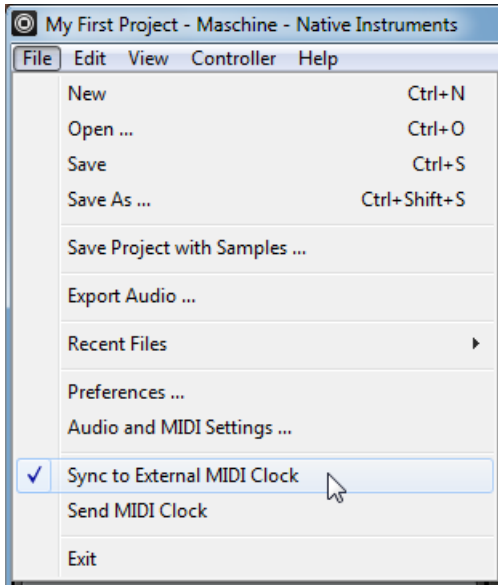 My First Project - Maschine - Native Instruments
File Edit View Controller Help
New Ctrl+N
Open ... Ctrl+O
Save Ctrl+S
Save As ... Ctrl+Shift+S
Save Project with Samples ...
Export Audio ...
Recent Files
Preferences ...
Audio and MIDI Settings ...
Sync to External MIDI Clock
Send MIDI Clock
Exit